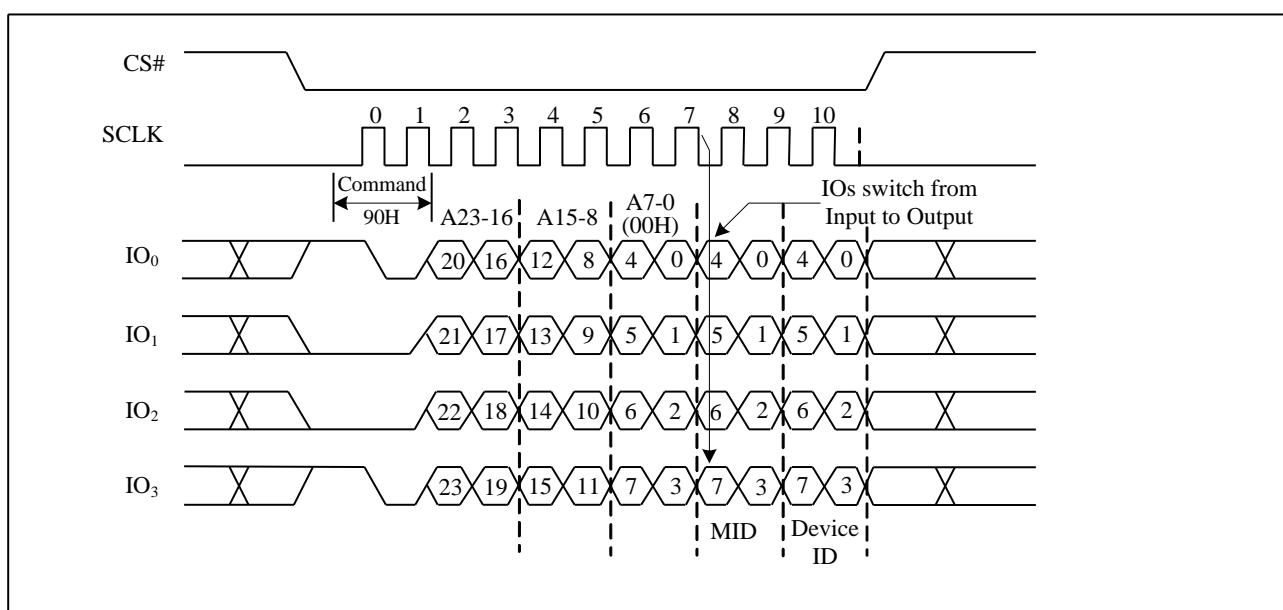 CS#
0 1 2 3 4 5 6 7 8 9 10
SCLK
Command
90H
IOs switch from
Input to Output
A23-16 A15-8 A7-0
(00H)
IO₀ 20 16 12 8 4 0 4 0 4 0
IO₁ 21 17 13 9 5 1 5 1 5 1
IO₂ 22 18 14 10 6 2 6 2 6 2
IO₃ 23 19 15 11 7 3 7 3 7 3
MID Device
ID